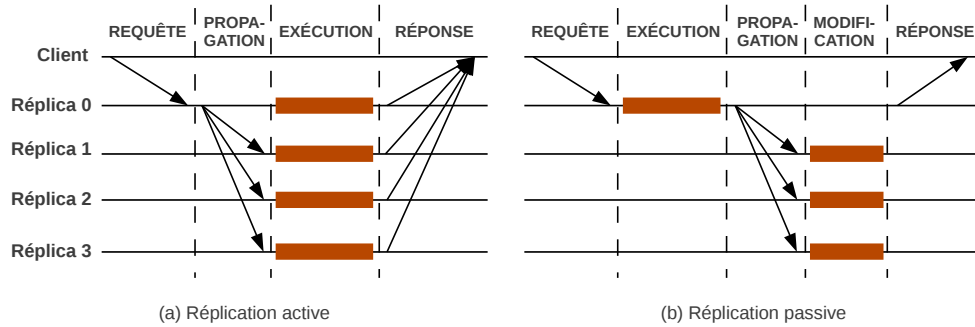 REQUÊTE PROPA-GATION EXÉCUTION RÉPONSE
REQUÊTE EXÉCUTION PROPA-GATION MODIFI-CATION RÉPONSE
Client
Réplica 0
Réplica 1
Réplica 2
Réplica 3
(a) Réplication active
(b) Réplication passive